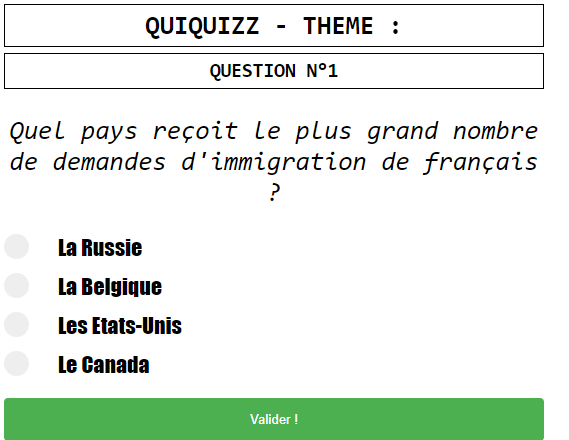 QUIQUIZZ - THEME :
QUESTION N°1
Quel pays reçoit le plus grand nombre
de demandes d'immigration de français
?
La Russie
La Belgique
Les Etats-Unis
Le Canada
Valider !